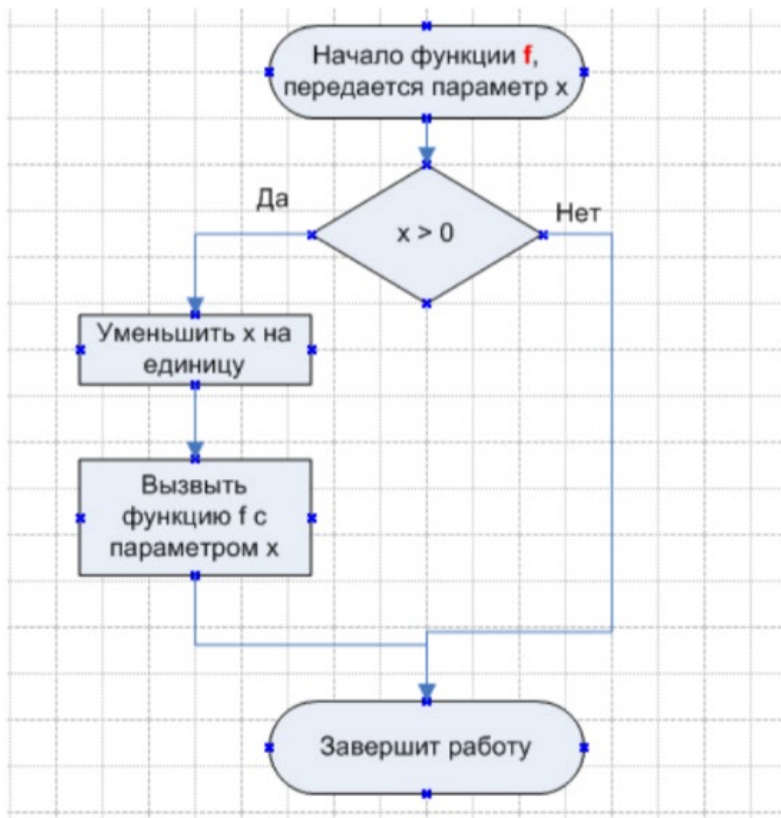 Начало функции f,
передается параметр x
Да
Нет
x > 0
Уменьшить x на
единицу
Вызвыть
функцию f с
параметром x
Завершит работу